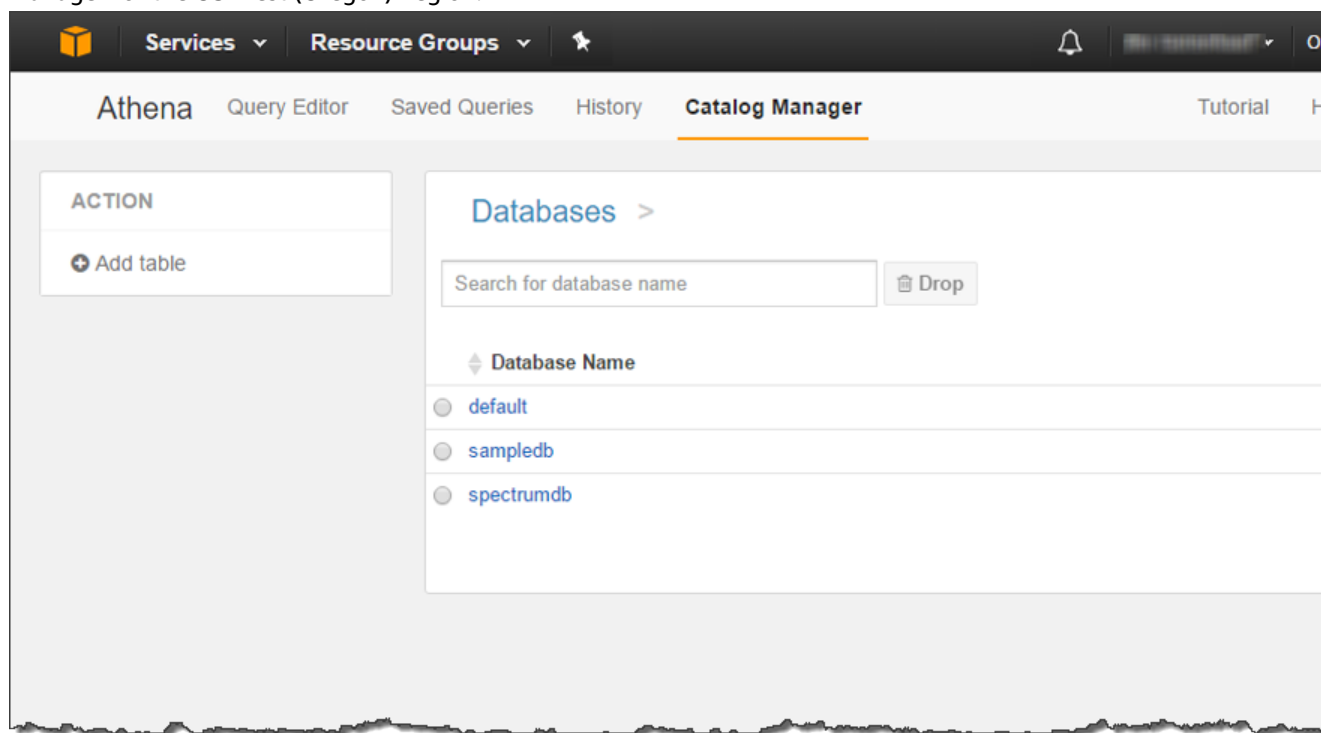 Services Resource Groups
Athena Query Editor Saved Queries History Catalog Manager Tutorial
ACTION
Add table
Databases >
Search for database name Drop
Database Name
default
sampledb
spectrumdb